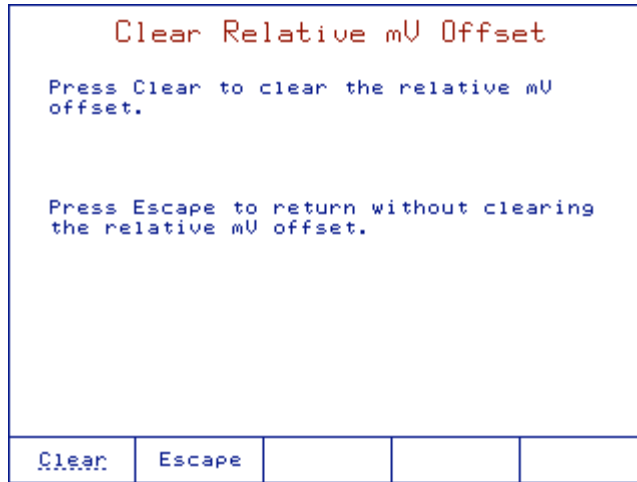 Clear Relative mV Offset
Press Clear to clear the relative mV
offset.
Press Escape to return without clearing
the relative mV offset.
Clear
Escape